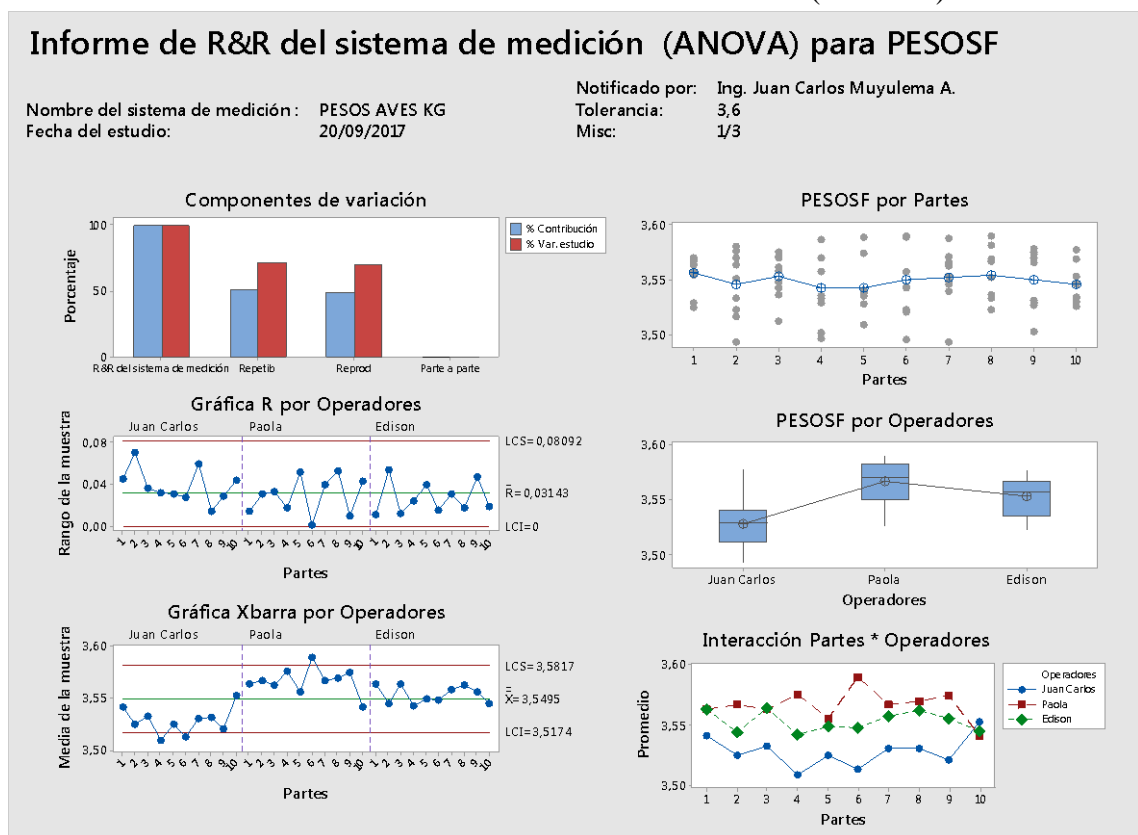 Informe de R&R del sistema de medición (ANOVA) para PESOSF
Nombre del sistema de medición : PESOS AVES KG
Fecha del estudio: 20/09/2017
Notificado por: Ing. Juan Carlos Muyulema A.
Tolerancia: 3,6
Misc: 1/3
Componentes de variación
Porcentaje
100
50
0
R&R del sistema de medición Repetib Reprod Parte a parte
% Contribución
% Var. estudio
Gráfica R por Operadores
Juan Carlos Paola Edison
Rango de la muestra
0,08
0,04
0,00
LCS=0,08092
R=0,03143
LCI=0
1 2 3 4 5 6 7 8 9 10 1 2 3 4 5 6 7 8 9 10 1 2 3 4 5 6 7 8 9 10
Partes
Gráfica Xbarra por Operadores
Juan Carlos Paola Edison
Media de la muestra
3,60
3,55
3,50
LCS=3,5817
X=3,5495
LCI=3,5174
1 2 3 4 5 6 7 8 9 10 1 2 3 4 5 6 7 8 9 10 1 2 3 4 5 6 7 8 9 10
Partes
PESOSF por Partes
3,60
3,55
3,50
1 2 3 4 5 6 7 8 9 10
Partes
PESOSF por Operadores
3,60
3,55
3,50
Juan Carlos Paola Edison
Operadores
Interacción Partes * Operadores
Promedio
3,60
3,55
3,50
1 2 3 4 5 6 7 8 9 10
Partes
Operadores
Juan Carlos
Paola
Edison